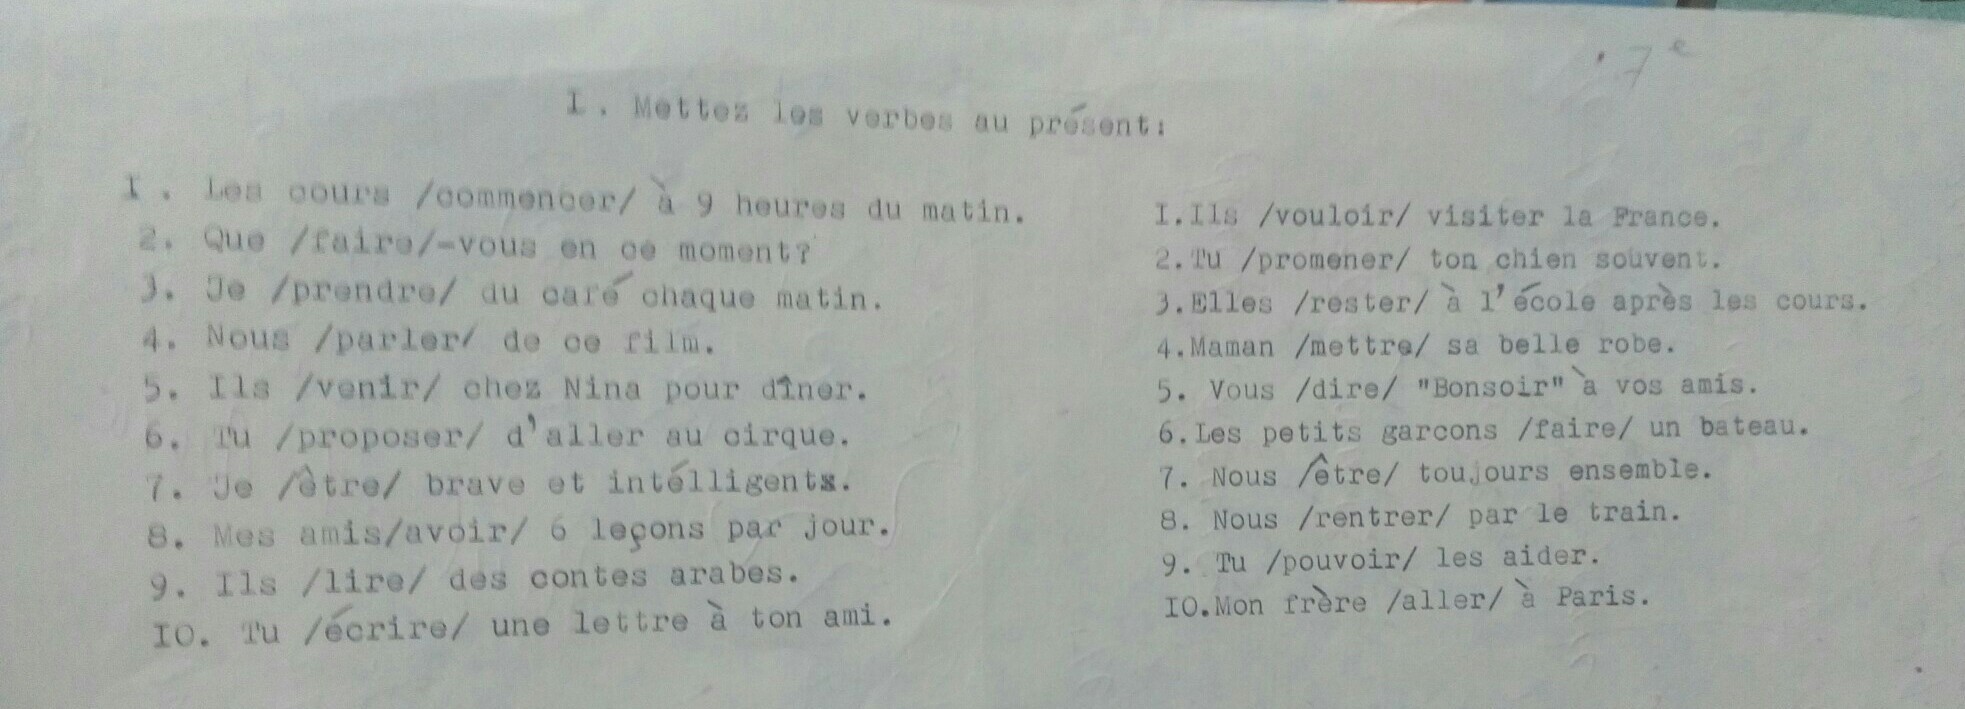 7e
I. Mettez les verbes au présent:
I. Les cours /commencer/ à 9 heures du matin.
2. Que /faire/-vous en ce moment?
3. Je /prendre/ du café chaque matin.
4. Nous /parler/ de ce film.
5. Ils /venir/ chez Nina pour dîner.
6. Tu /proposer/ d'aller au cirque.
7. Je /être/ brave et intélligents.
8. Mes amis/avoir/ 6 leçons par jour.
9. Ils /lire/ des contes arabes.
IO. Tu /écrire/ une lettre à ton ami.
I.Ils /vouloir/ visiter la France.
2.Tu /promener/ ton chien souvent.
3.Elles /rester/ à l'école après les cours.
4.Maman /mettre/ sa belle robe.
5. Vous /dire/ "Bonsoir" à vos amis.
6.Les petits garcons /faire/ un bateau.
7. Nous /être/ toujours ensemble.
8. Nous /rentrer/ par le train.
9. Tu /pouvoir/ les aider.
IO.Mon frère /aller/ à Paris.